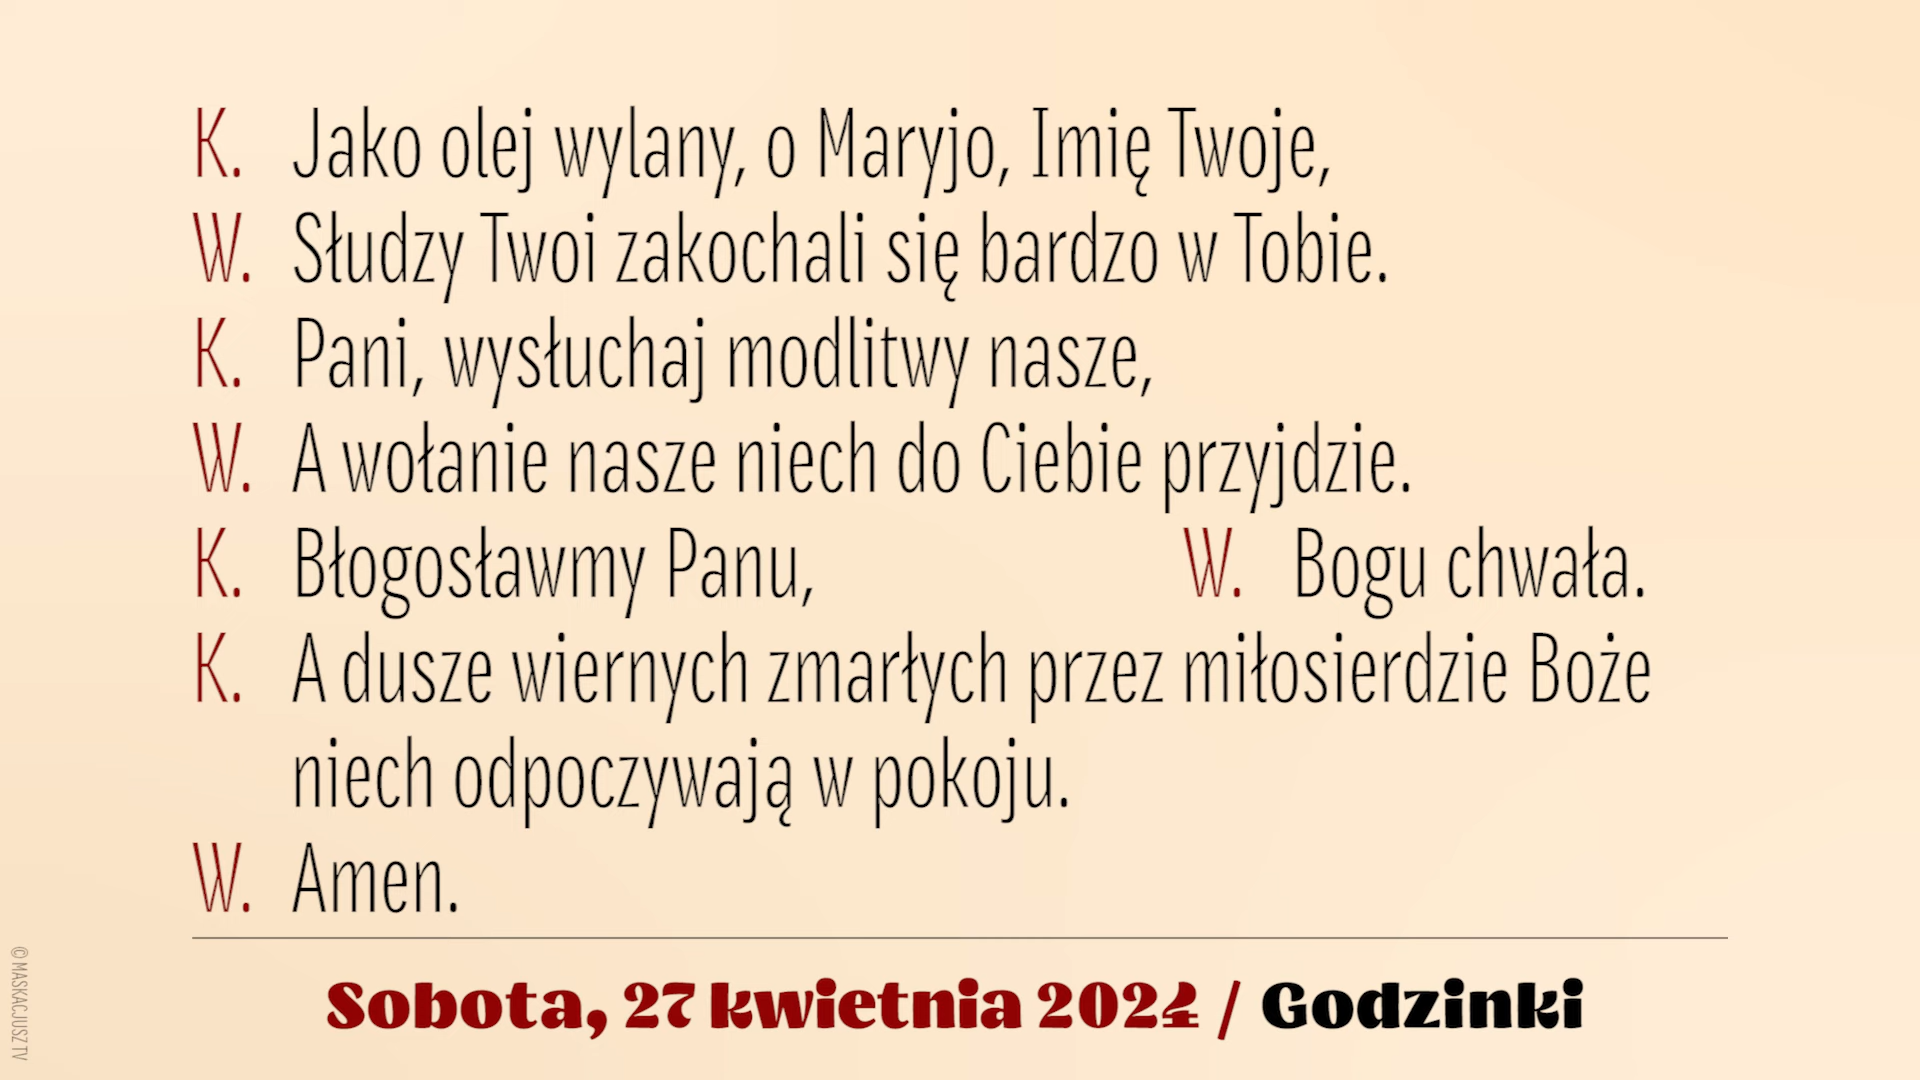 K. Jako olej wylany, o Maryjo, Imię Twoje,
W. Słudzy Twoi zakochali się bardzo w Tobie.
K. Pani, wysłuchaj modlitwy nasze,
W. A wołanie nasze niech do Ciebie przyjdzie.
K. Błogosławmy Panu, W. Bogu chwała.
K. A dusze wiernych zmarłych przez miłosierdzie Boże
niech odpoczywają w pokoju.
W. Amen.
Sobota, 27 kwietnia 2024 / Godzinki
© MASKACJUSZ TV